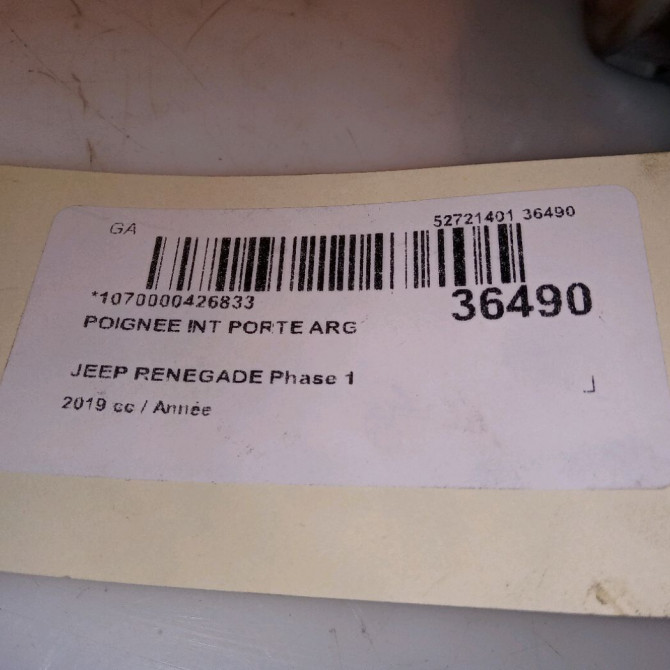 GA 52721401 36490
*1070000426833 36490
POIGNEE INT PORTE ARG
JEEP RENEGADE Phase 1
2019 cc / Année